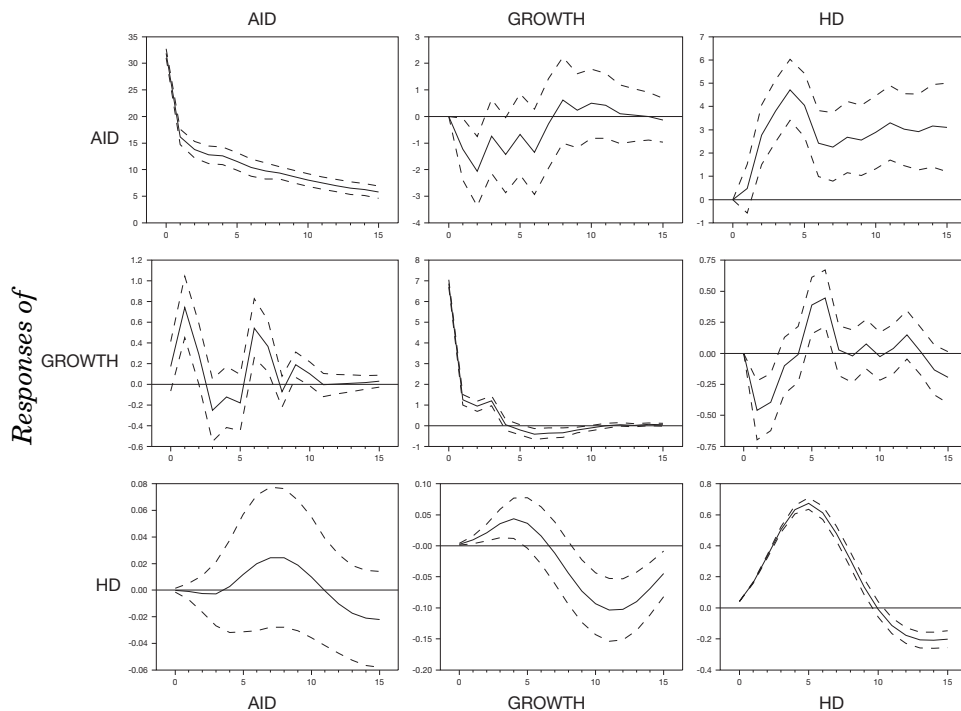 AID GROWTH HD
35 30 25 20 15 10 5 0
0 5 10 15
3 2 1 0 -1 -2 -3 -4
0 5 10 15
7 6 5 4 3 2 1 0 -1
0 5 10 15
AID
1.2 1.0 0.8 0.6 0.4 0.2 0.0 -0.2 -0.4 -0.6
0 5 10 15
8 7 6 5 4 3 2 1 0 -1
0 5 10 15
0.75 0.50 0.25 0.00 -0.25 -0.50 -0.75
0 5 10 15
GROWTH
Responses of
0.08 0.06 0.04 0.02 0.00 -0.02 -0.04 -0.06
0 5 10 15
0.10 0.05 -0.00 -0.05 -0.10 -0.15 -0.20
0 5 10 15
0.8 0.6 0.4 0.2 0.0 -0.2 -0.4
0 5 10 15
HD
AID GROWTH HD